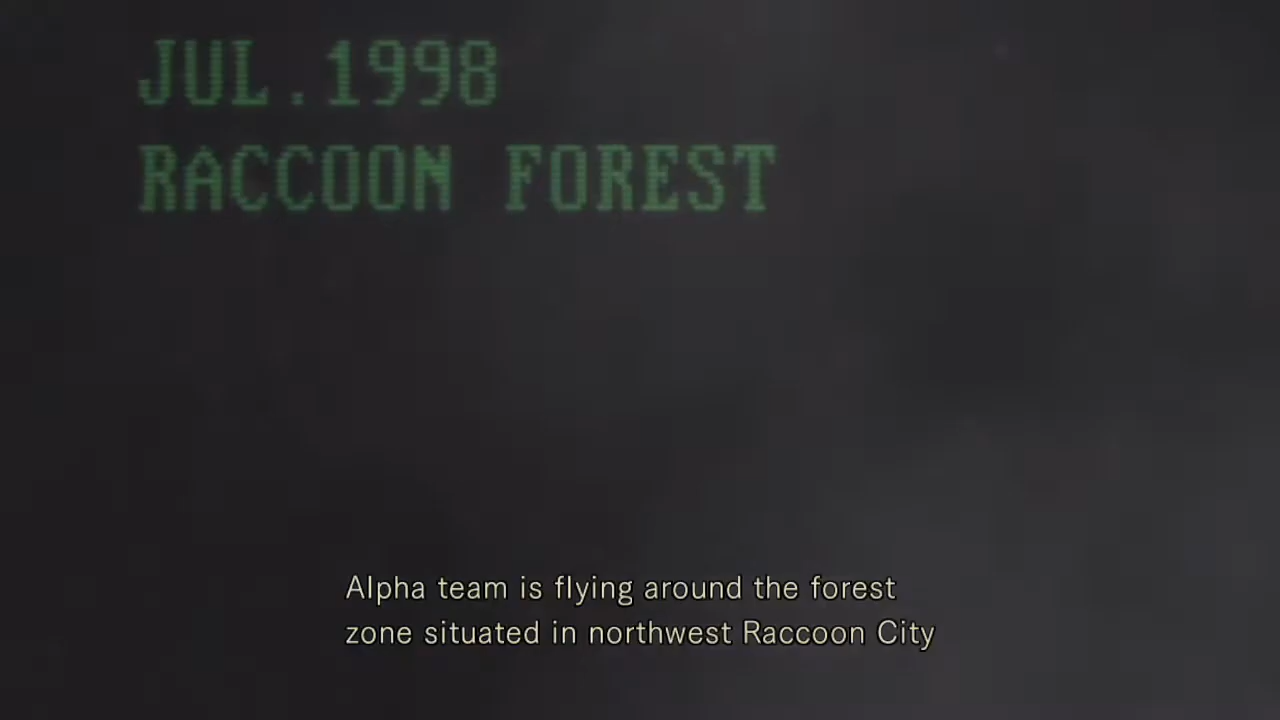 JUL.1998
RACCOON FOREST
Alpha team is flying around the forest
zone situated in northwest Raccoon City